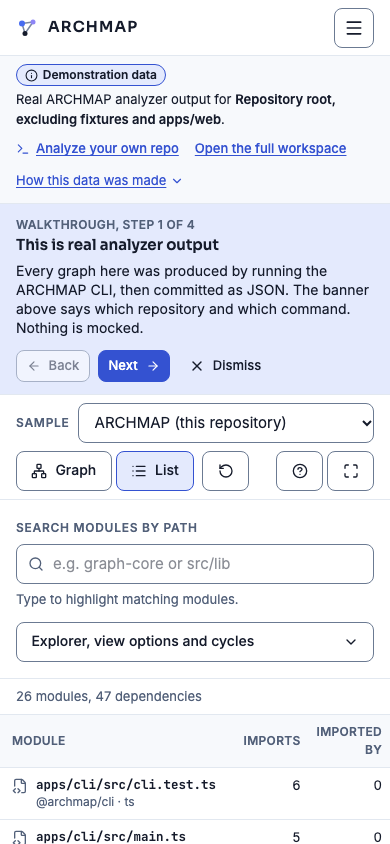 ARCHMAP
Demonstration data
Real ARCHMAP analyzer output for Repository root,
excluding fixtures and apps/web.
Analyze your own repo Open the full workspace
How this data was made
WALKTHROUGH, STEP 1 OF 4
This is real analyzer output
Every graph here was produced by running the
ARCHMAP CLI, then committed as JSON. The banner
above says which repository and which command.
Nothing is mocked.
Back Next Dismiss
SAMPLE ARCHMAP (this repository)
Graph List
SEARCH MODULES BY PATH
e.g. graph-core or src/lib
Type to highlight matching modules.
Explorer, view options and cycles
26 modules, 47 dependencies
MODULE IMPORTS IMPORTED
BY
apps/cli/src/cli.test.ts 6 0
@archmap/cli · ts
apps/cli/src/main.ts 5 0